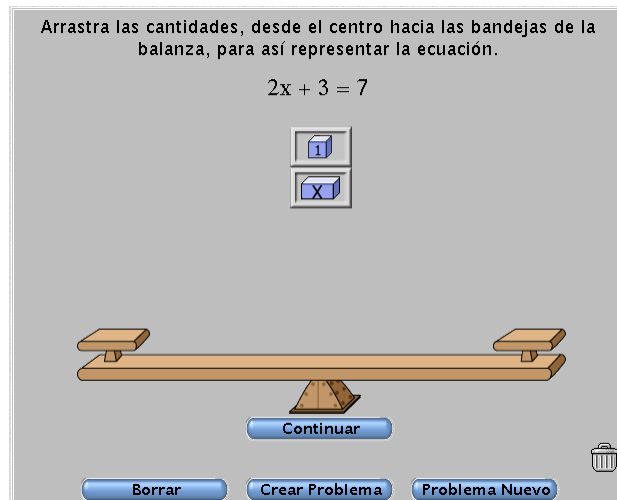 Arrastra las cantidades, desde el centro hacia las bandejas de la
balanza, para así representar la ecuación.
2x + 3 = 7
1
X
Continuar
Borrar
Crear Problema
Problema Nuevo